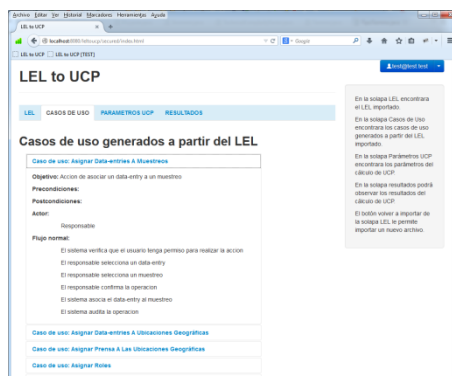 Archivo Editar Ver Historial Marcadores Herramientas Ayuda
LEL to UCP
localhost
Google
LEL to UCP LEL to UCP [TEST]
test@test.test
LEL to UCP
LEL CASOS DE USO PARAMETROS UCP RESULTADOS
Casos de uso generados a partir del LEL
Caso de uso: Asignar Data-entries A Muestreos
Objetivo: Accion de asociar un data-entry a un muestreo
Precondiciones:
Postcondiciones:
Actor:
Responsable
Flujo normal:
El sistema verifica que el usuario tenga permiso para realizar la accion
El responsable selecciona un data-entry
El responsable selecciona un muestreo
El responsable confirma la operacion
El sistema asocia el data-entry al muestreo
El sistema audita la operacion
Caso de uso: Asignar Data-entries A Ubicaciones Geográficas
Caso de uso: Asignar Prensa A Las Ubicaciones Geográficas
Caso de uso: Asignar Roles
En la solapa LEL encontrara
el LEL importado.
En la solapa Casos de Uso
encontrara los casos de uso
generados a partir del LEL
importado.
En la solapa Parámetros UCP
encontrara los parámetros del
cálculo de UCP.
En la solapa resultados podrá
observar los resultados del
cálculo de UCP.
El botón volver a importar de
la solapa LEL le permite
importar un nuevo archivo.